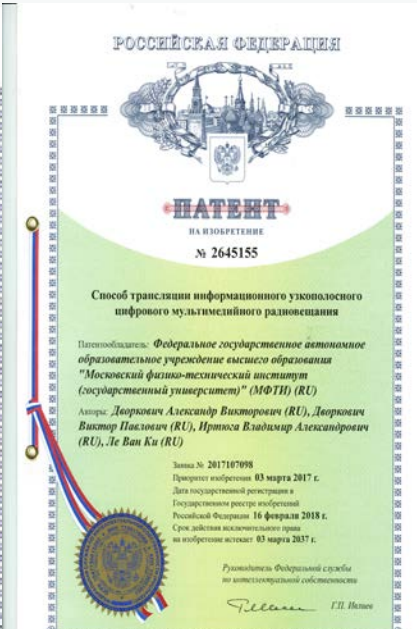 РОССИЙСКАЯ ФЕДЕРАЦИЯ
ПАТЕНТ
НА ИЗОБРЕТЕНИЕ
№ 2645155
Способ трансляции информационного узкополосного
цифрового мультимедийного радиовещания
Патентообладатель: Федеральное государственное автономное
образовательное учреждение высшего образования
"Московский физико-технический институт
(государственный университет)" (МФТИ) (RU)
Авторы: Дворкович Александр Викторович (RU), Дворкович
Виктор Павлович (RU), Иртюга Владимир Александрович
(RU), Ле Ван Ки (RU)
Заявка № 2017107098
Приоритет изобретения 03 марта 2017 г.
Дата государственной регистрации в
Государственном реестре изобретений
Российской Федерации 16 февраля 2018 г.
Срок действия исключительного права
на изобретение истекает 03 марта 2037 г.
Руководитель Федеральной службы
по интеллектуальной собственности
Г.П. Ивлиев